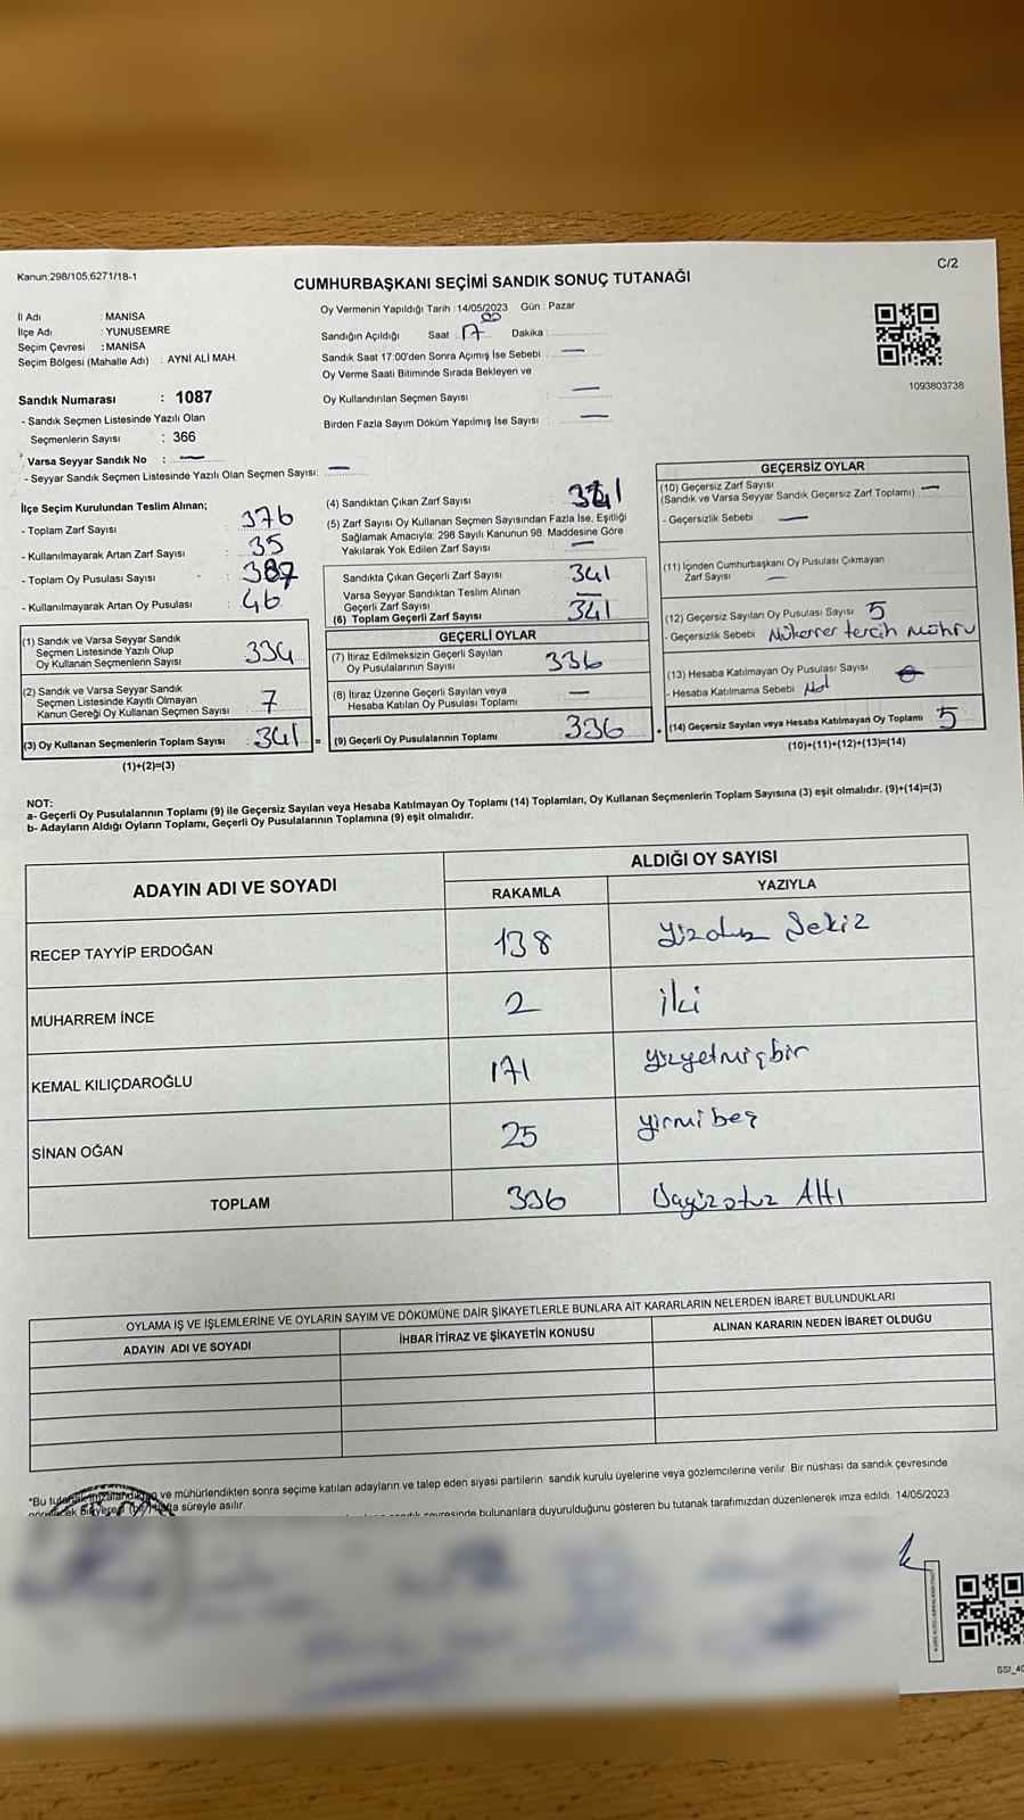 Kanun:298/105,6271/18-1
C/2
CUMHURBAŞKANI SEÇİMİ SANDIK SONUÇ TUTANAĞI
İl Adı : MANİSA
İlçe Adı : YUNUSEMRE
Seçim Çevresi : MANİSA
Seçim Bölgesi (Mahalle Adı) : AYNİ ALİ MAH.
Oy Vermenin Yapıldığı Tarih : 14/05/2023 Gün : Pazar
Sandığın Açıldığı Saat 17 Dakika : 00
Sandık Saat 17:00'den Sonra Açımış İse Sebebi : —
Oy Verme Saati Bitiminde Sırada Bekleyen ve
Oy Kullandırılan Seçmen Sayısı : —
Birden Fazla Sayım Döküm Yapılmış İse Sayısı : —
1093803738
Sandık Numarası : 1087
- Sandık Seçmen Listesinde Yazılı Olan
Seçmenlerin Sayısı : 366
Varsa Seyyar Sandık No : —
- Seyyar Sandık Seçmen Listesinde Yazılı Olan Seçmen Sayısı: —
İlçe Seçim Kurulundan Teslim Alınan;
- Toplam Zarf Sayısı : 376
- Kullanılmayarak Artan Zarf Sayısı : 35
- Toplam Oy Pusulası Sayısı : 387
- Kullanılmayarak Artan Oy Pusulası : 46
(1) Sandık ve Varsa Seyyar Sandık
Seçmen Listesinde Yazılı Olup
Oy Kullanan Seçmenlerin Sayısı 334
(2) Sandık ve Varsa Seyyar Sandık
Seçmen Listesinde Kayıtlı Olmayan
Kanun Gereği Oy Kullanan Seçmen Sayısı 7
(3) Oy Kullanan Seçmenlerin Toplam Sayısı 341 =
(1)+(2)=(3)
(4) Sandıktan Çıkan Zarf Sayısı : 341
(5) Zarf Sayısı Oy Kullanan Seçmen Sayısından Fazla İse, Eşitliği
Sağlamak Amacıyla; 298 Sayılı Kanunun 98. Maddesine Göre
Yakılarak Yok Edilen Zarf Sayısı —
Sandıkta Çıkan Geçerli Zarf Sayısı 341
Varsa Seyyar Sandıktan Teslim Alınan
Geçerli Zarf Sayısı —
(6) Toplam Geçerli Zarf Sayısı 341
GEÇERLİ OYLAR
(7) İtiraz Edilmeksizin Geçerli Sayılan
Oy Pusulalarının Sayısı 336
(8) İtiraz Üzerine Geçerli Sayılan veya
Hesaba Katılan Oy Pusulası Toplamı —
(9) Geçerli Oy Pusulalarının Toplamı 336 +
GEÇERSİZ OYLAR
(10) Geçersiz Zarf Sayısı
(Sandık ve Varsa Seyyar Sandık Geçersiz Zarf Toplamı) —
- Geçersizlik Sebebi —
(11) İçinden Cumhurbaşkanı Oy Pusulası Çıkmayan
Zarf Sayısı —
(12) Geçersiz Sayılan Oy Pusulası Sayısı 5
- Geçersizlik Sebebi Mükerrer tercih mührü
(13) Hesaba Katılmayan Oy Pusulası Sayısı
- Hesaba Katılmama Sebebi
(14) Geçersiz Sayılan veya Hesaba Katılmayan Oy Toplamı 5
(10)+(11)+(12)+(13)=(14)
NOT:
a- Geçerli Oy Pusulalarının Toplamı (9) ile Geçersiz Sayılan veya Hesaba Katılmayan Oy Toplamı (14) Toplamları, Oy Kullanan Seçmenlerin Toplam Sayısına (3) eşit olmalıdır. (9)+(14)=(3)
b- Adayların Aldığı Oyların Toplamı, Geçerli Oy Pusulalarının Toplamına (9) eşit olmalıdır.
ADAYIN ADI VE SOYADI
ALDIĞI OY SAYISI
RAKAMLA YAZIYLA
RECEP TAYYİP ERDOĞAN 138 yüzotuz Sekiz
MUHARREM İNCE 2 iki
KEMAL KILIÇDAROĞLU 171 yüzyetmişbir
SİNAN OĞAN 25 yirmi beş
TOPLAM 336 Üçyüzotuz Altı
OYLAMA İŞ VE İŞLEMLERİNE VE OYLARIN SAYIM VE DÖKÜMÜNE DAİR ŞİKAYETLERLE BUNLARA AİT KARARLARIN NELERDEN İBARET BULUNDUKLARI
ADAYIN ADI VE SOYADI İHBAR İTİRAZ VE ŞİKAYETİN KONUSU ALINAN KARARIN NEDEN İBARET OLDUĞU
*Bu ve mühürlendikten sonra seçime katılan adayların ve talep eden siyasi partilerin sandık kurulu üyelerine veya gözlemcilerine verilir. Bir nüshası da sandık çevresinde
süreyle asılır.
bulunanlara duyurulduğunu gösteren bu tutanak tarafımızdan düzenlenerek imza edildi. 14/05/2023